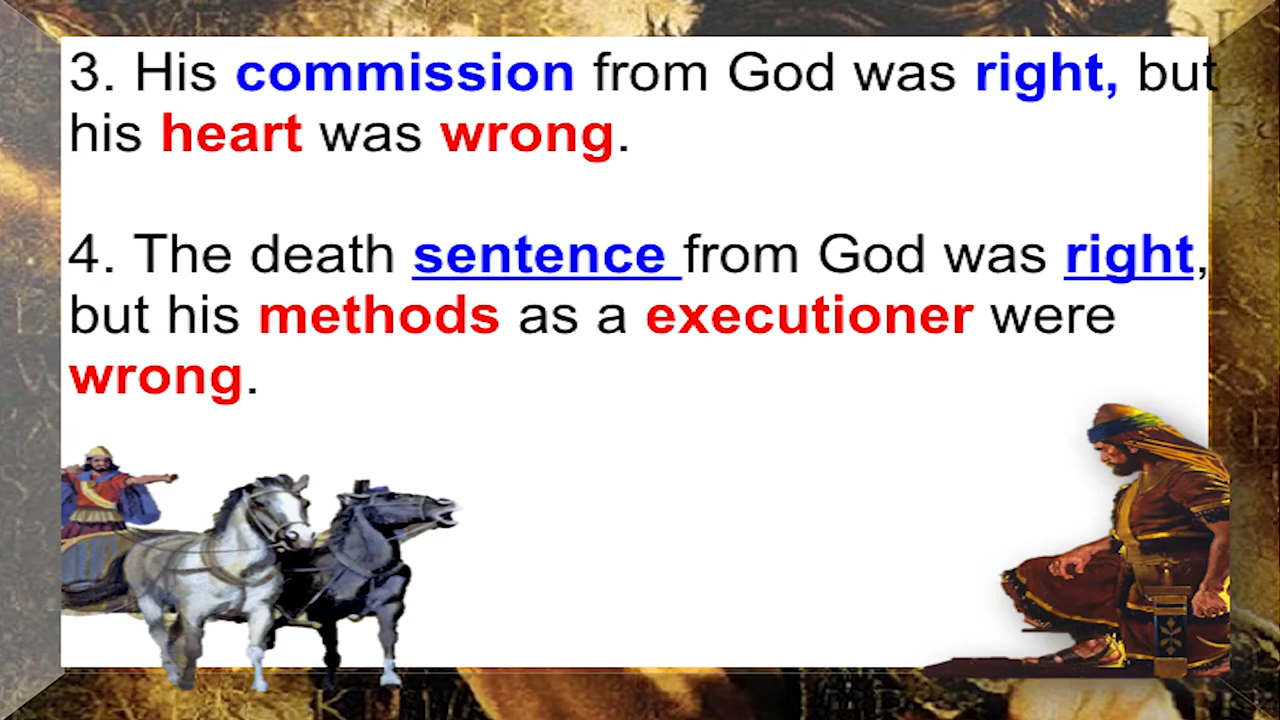 3. His commission from God was right, but
his heart was wrong.
4. The death sentence from God was right,
but his methods as a executioner were
wrong.